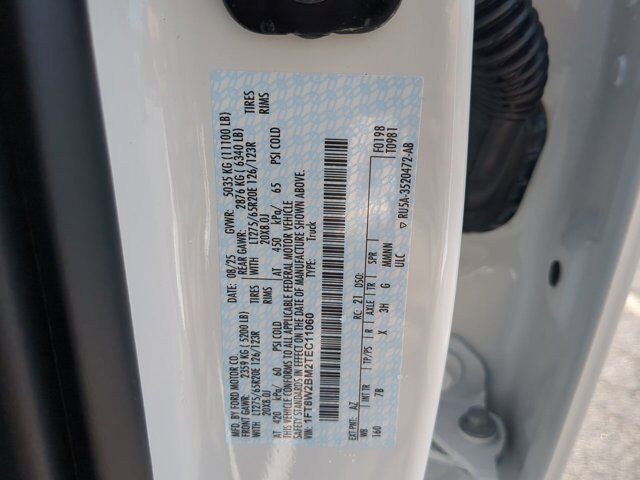 MFD. BY FORD MOTOR CO.
DATE: 08/25 GVWR: 5035 KG (11100 LB)
FRONT GAWR: 2359 KG (5200 LB) REAR GAWR: 2876 KG (6340 LB)
LT275/65R20E 126/123R TIRES WITH LT275/65R20E 126/123R TIRES
20X8.0J RIMS 20X8.0J RIMS
AT 420 kPa/ 60 PSI COLD AT 450 kPa/ 65 PSI COLD
THIS VEHICLE CONFORMS TO ALL APPLICABLE FEDERAL MOTOR VEHICLE
SAFETY STANDARDS IN EFFECT ON THE DATE OF MANUFACTURE SHOWN ABOVE.
VIN: 1FT8W2BM2TEC11060 TYPE: Truck
F0198
T0981
EXT PNT: AZ RC: 21 DSO:
WB INT TR TP/PS R AXLE TR SPR
160 7B X 3H G MMMNN
ULC
RU5A-3520472-AB